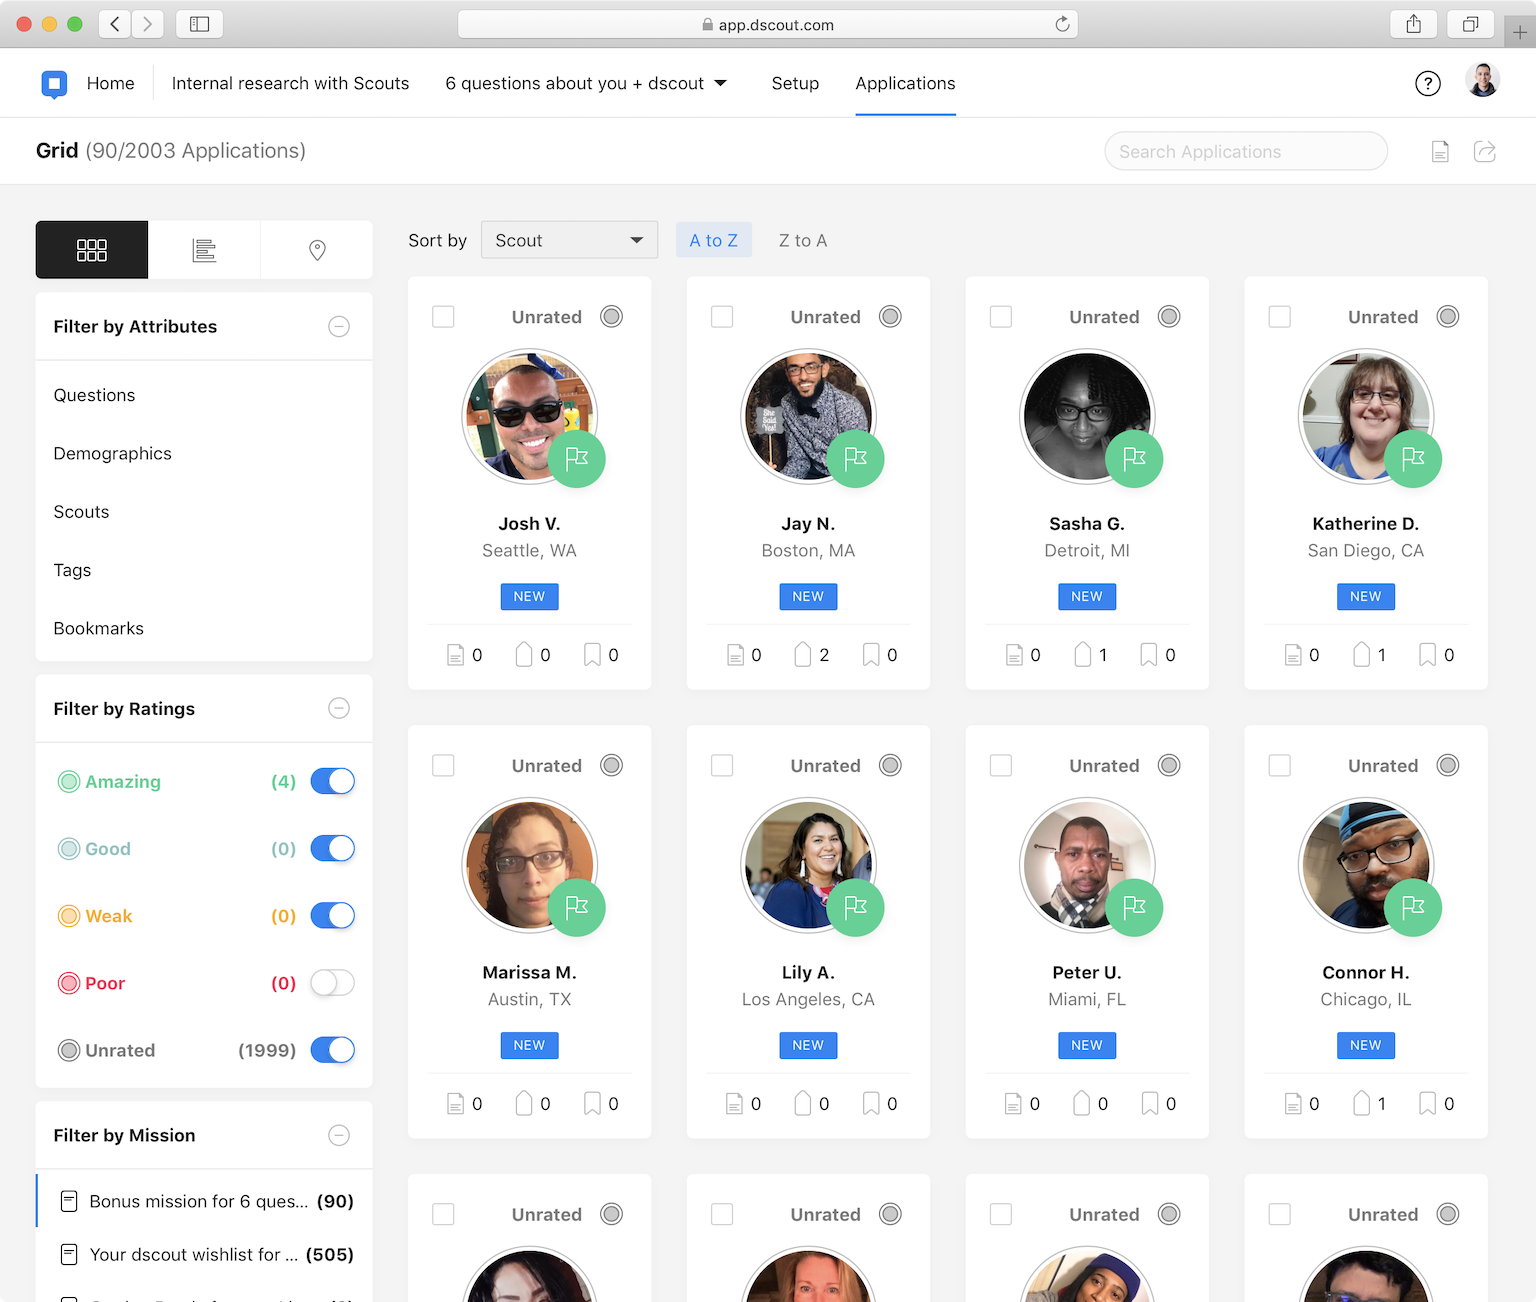 app.dscout.com
Home
Internal research with Scouts
6 questions about you + dscout
Setup
Applications
?
Grid (90/2003 Applications)
Search Applications
Sort by
Scout
A to Z
Z to A
Filter by Attributes
Questions
Demographics
Scouts
Tags
Bookmarks
Filter by Ratings
Amazing (4)
Good (0)
Weak (0)
Poor (0)
Unrated (1999)
Filter by Mission
Bonus mission for 6 ques... (90)
Your dscout wishlist for ... (505)
Unrated
Josh V.
Seattle, WA
NEW
0 0 0
Unrated
She
Said
Yes!
Jay N.
Boston, MA
NEW
0 2 0
Unrated
Sasha G.
Detroit, MI
NEW
0 1 0
Unrated
Katherine D.
San Diego, CA
NEW
0 1 0
Unrated
Marissa M.
Austin, TX
NEW
0 0 0
Unrated
Lily A.
Los Angeles, CA
NEW
0 0 0
Unrated
Peter U.
Miami, FL
NEW
0 0 0
Unrated
Connor H.
Chicago, IL
NEW
0 1 0
Unrated
Unrated
Unrated
Unrated